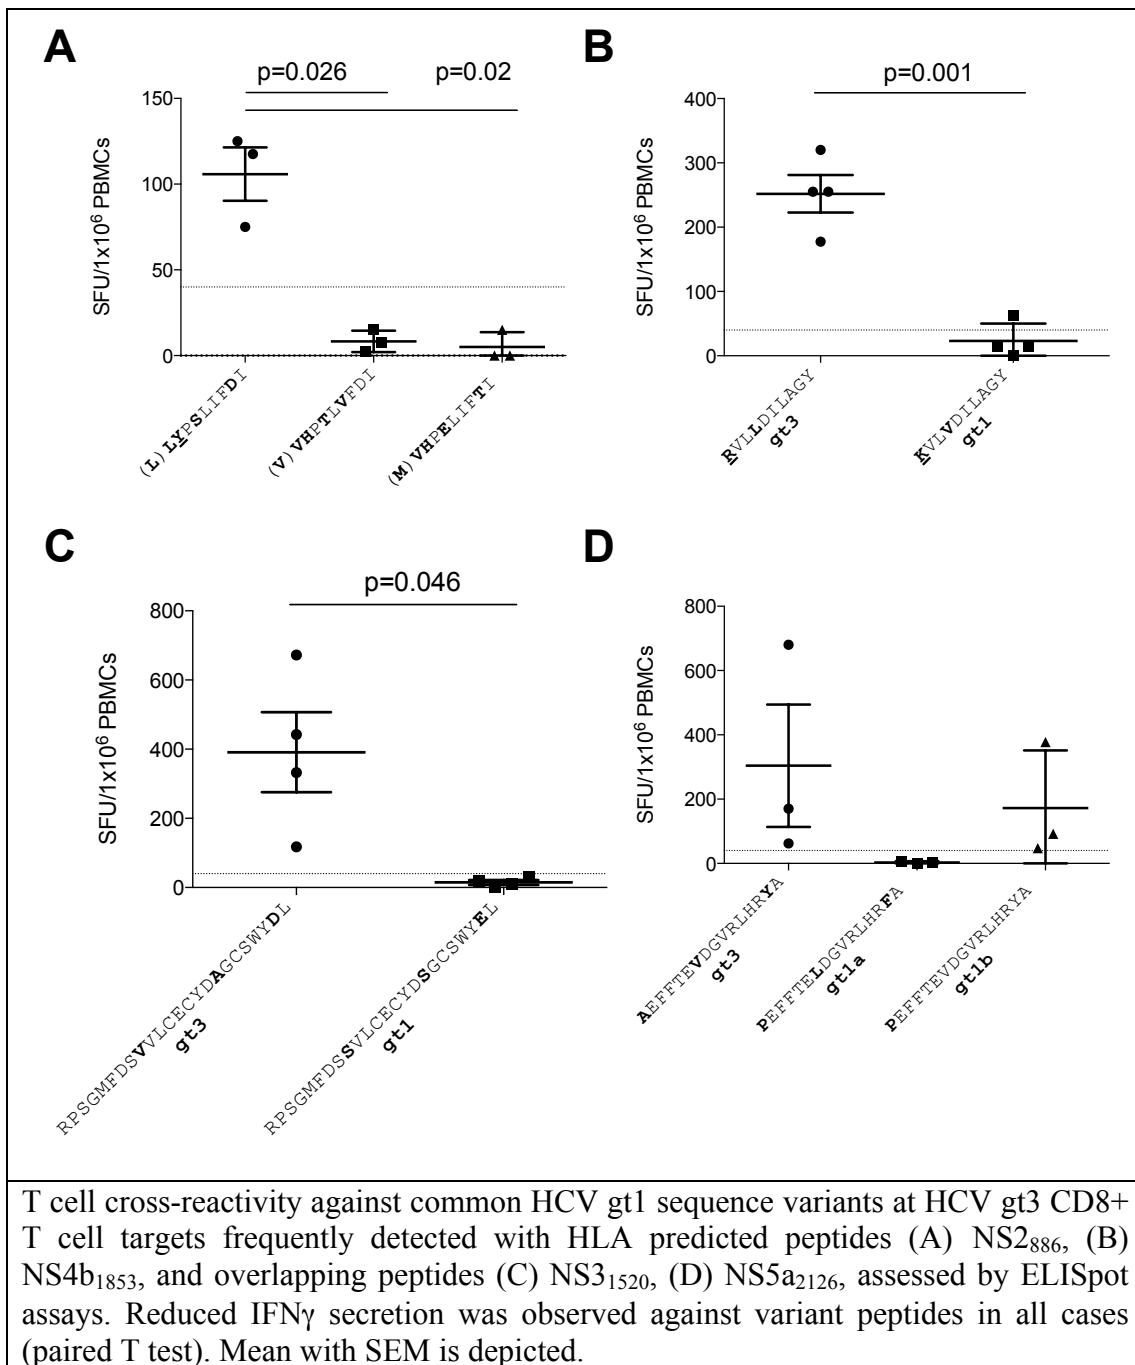 A
p=0.026
p=0.02
SFU/1x10⁶ PBMCs
150
100
50
0
(L)LYPSLIFDI
(V)VHPTLVFDI
(M)VHPELIFTI
B
p=0.001
SFU/1x10⁶ PBMCs
400
300
200
100
0
RVLLDILAGY
gt3
KVLVDILAGY
gt1
C
p=0.046
SFU/1x10⁶ PBMCs
800
600
400
200
0
RPSGMFDSVVLCECYDAGCSWYDL
gt3
RPSGMFDSSVLCECYDSGCSWYEL
gt1
D
SFU/1x10⁶ PBMCs
800
600
400
200
0
AEFFTEVDGVRLHRYA
gt3
PEFFTELDGVRLHRFA
gt1a
PEFFTEVDGVRLHRYA
gt1b
T cell cross-reactivity against common HCV gt1 sequence variants at HCV gt3 CD8+
T cell targets frequently detected with HLA predicted peptides (A) NS2₈₈₆, (B)
NS4b₁₈₅₃, and overlapping peptides (C) NS3₁₅₂₀, (D) NS5a₂₁₂₆, assessed by ELISpot
assays. Reduced IFNγ secretion was observed against variant peptides in all cases
(paired T test). Mean with SEM is depicted.